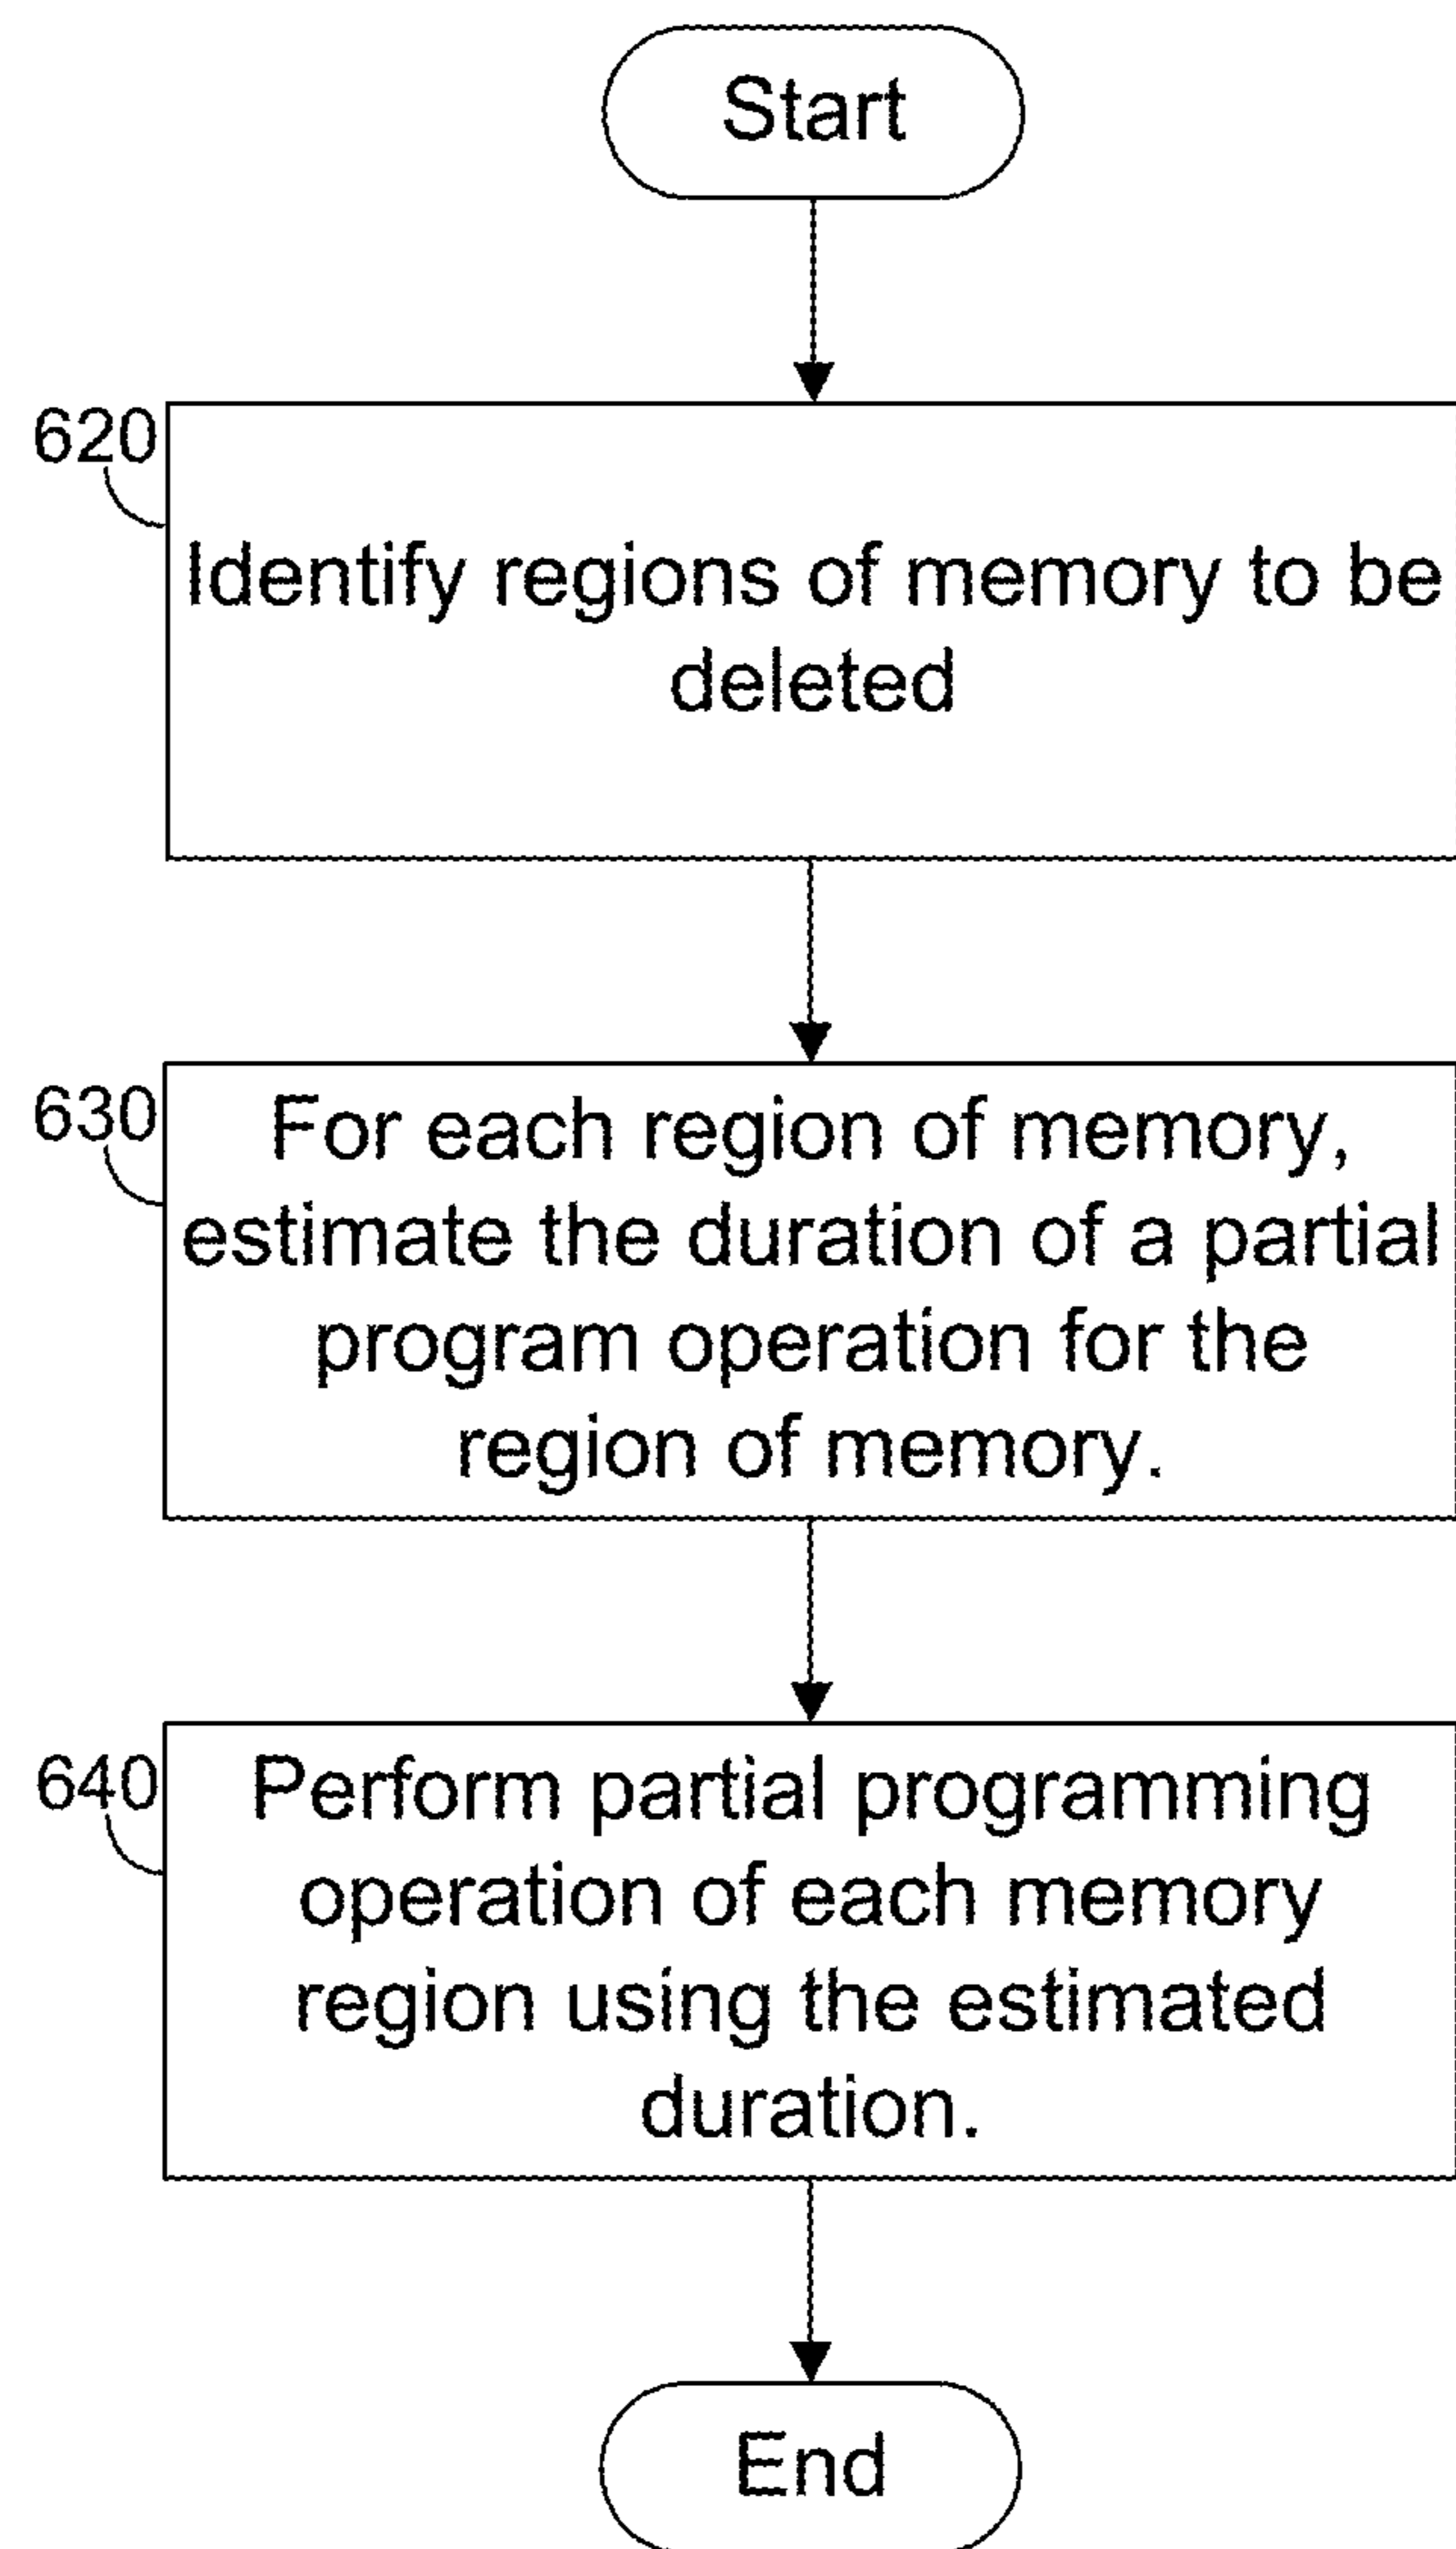 Start
620
Identify regions of memory to be
deleted
630
For each region of memory,
estimate the duration of a partial
program operation for the
region of memory.
640
Perform partial programming
operation of each memory
region using the estimated
duration.
End